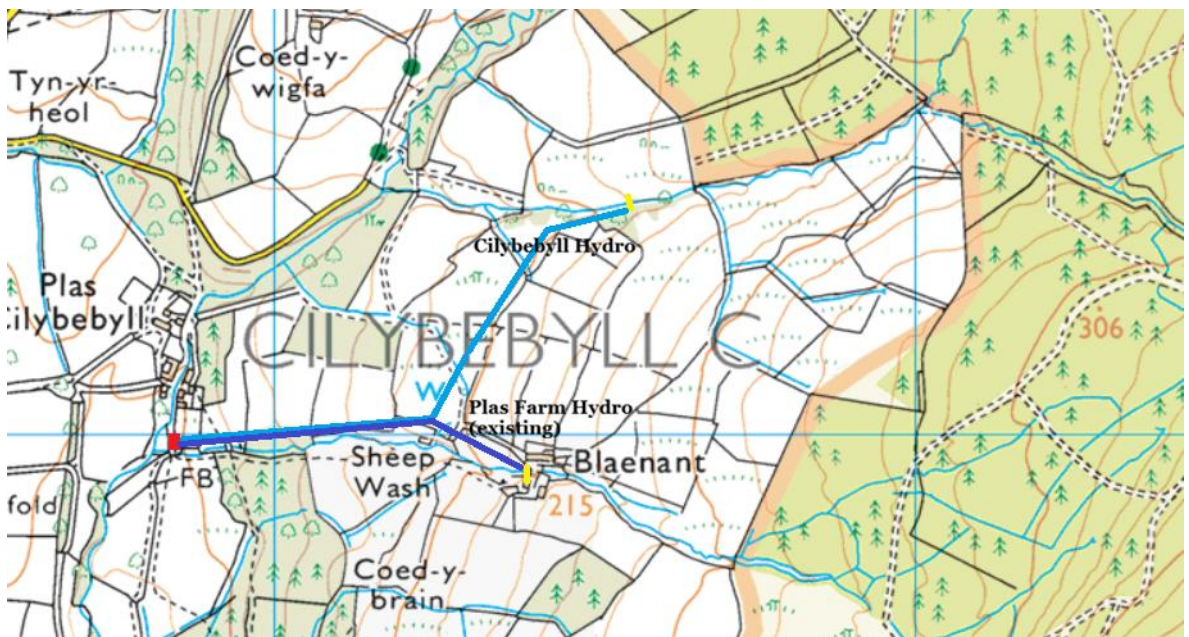 Coed-y-
wigfa
Tyn-yr-
heol
Cilybebyll Hydro
Plas
Cilybebyll
CILYBEBYLL C
306
W
Plas Farm Hydro
(existing)
Sheep
Wash
Blaenant
FB
fold
215
Coed-y-
brain